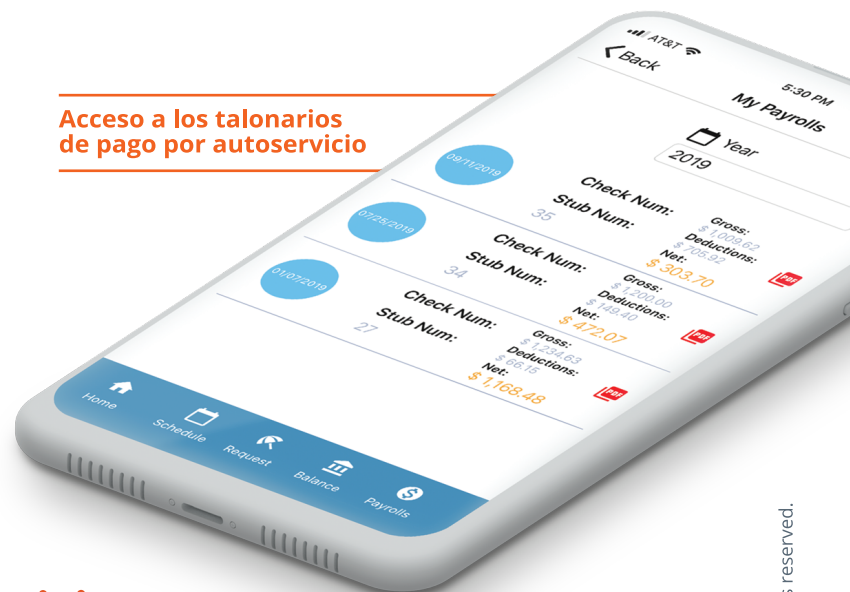 Acceso a los talonarios
de pago por autoservicio
AT&T
5:30 PM
Back
My Payrolls
Year
2019
09/11/2019
Check Num:
Stub Num:
35
Gross:
$ 1,009.62
Deductions:
$ 705.92
Net:
$ 303.70
PDF
07/25/2019
Check Num:
Stub Num:
34
Gross:
$ 1,200.00
Deductions:
$ 149.40
Net:
$ 472.07
PDF
01/07/2019
Check Num:
Stub Num:
27
Gross:
$ 1,234.63
Deductions:
$ 66.15
Net:
$ 1,168.48
PDF
Home
Schedule
Request
Balance
Payrolls
reserved.